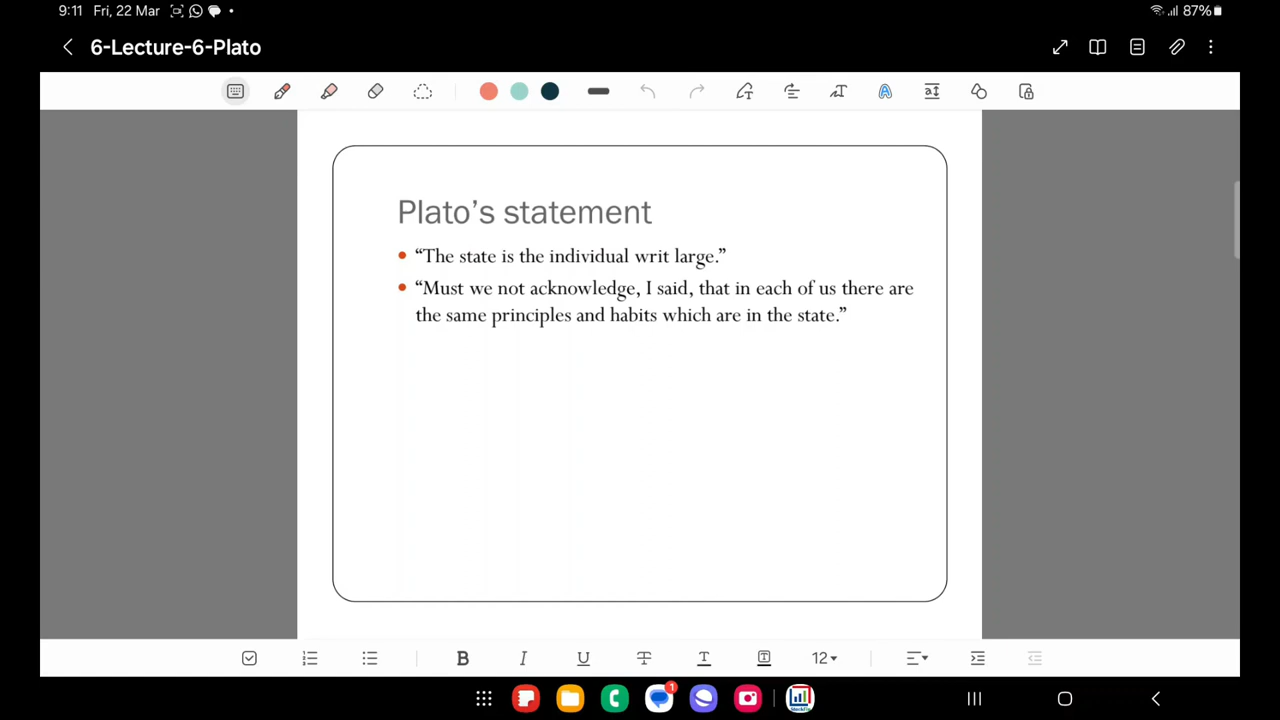 9:11 Fri, 22 Mar
87%
6-Lecture-6-Plato
Plato's statement
• “The state is the individual writ large.”
• “Must we not acknowledge, I said, that in each of us there are
the same principles and habits which are in the state.”
B I U T T T 12
1